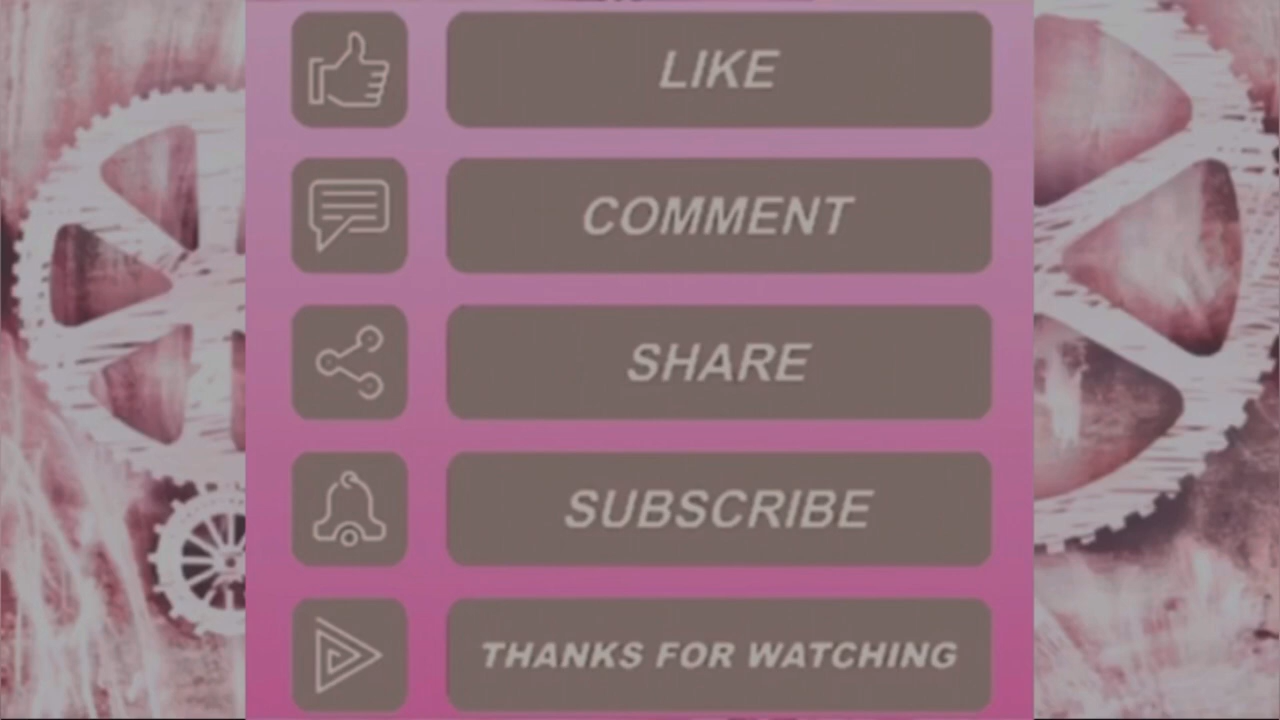 LIKE
COMMENT
SHARE
SUBSCRIBE
THANKS FOR WATCHING